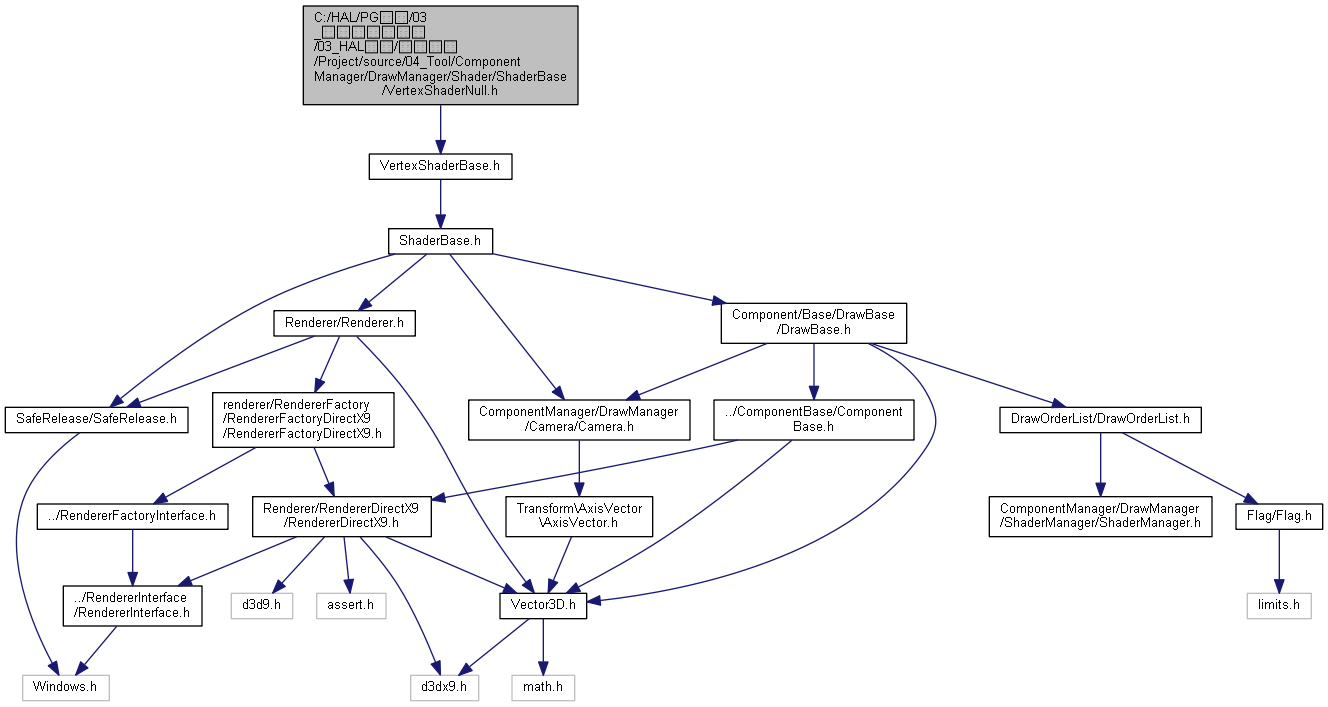 C:/HAL/PG□□/03
_□□□□□□□
/03_HAL□□/□□□□
/Project/source/04_Tool/Component
Manager/DrawManager/Shader/ShaderBase
/VertexShaderNull.h
VertexShaderBase.h
ShaderBase.h
Renderer/Renderer.h
Component/Base/DrawBase
/DrawBase.h
SafeRelease/SafeRelease.h
renderer/RendererFactory
/RendererFactoryDirectX9
/RendererFactoryDirectX9.h
ComponentManager/DrawManager
/Camera/Camera.h
../ComponentBase/Component
Base.h
DrawOrderList/DrawOrderList.h
../RendererFactoryInterface.h
Renderer/RendererDirectX9
/RendererDirectX9.h
Transform\AxisVector
\AxisVector.h
ComponentManager/DrawManager
/ShaderManager/ShaderManager.h
Flag/Flag.h
../RendererInterface
/RendererInterface.h
d3d9.h
assert.h
Vector3D.h
limits.h
Windows.h
d3dx9.h
math.h